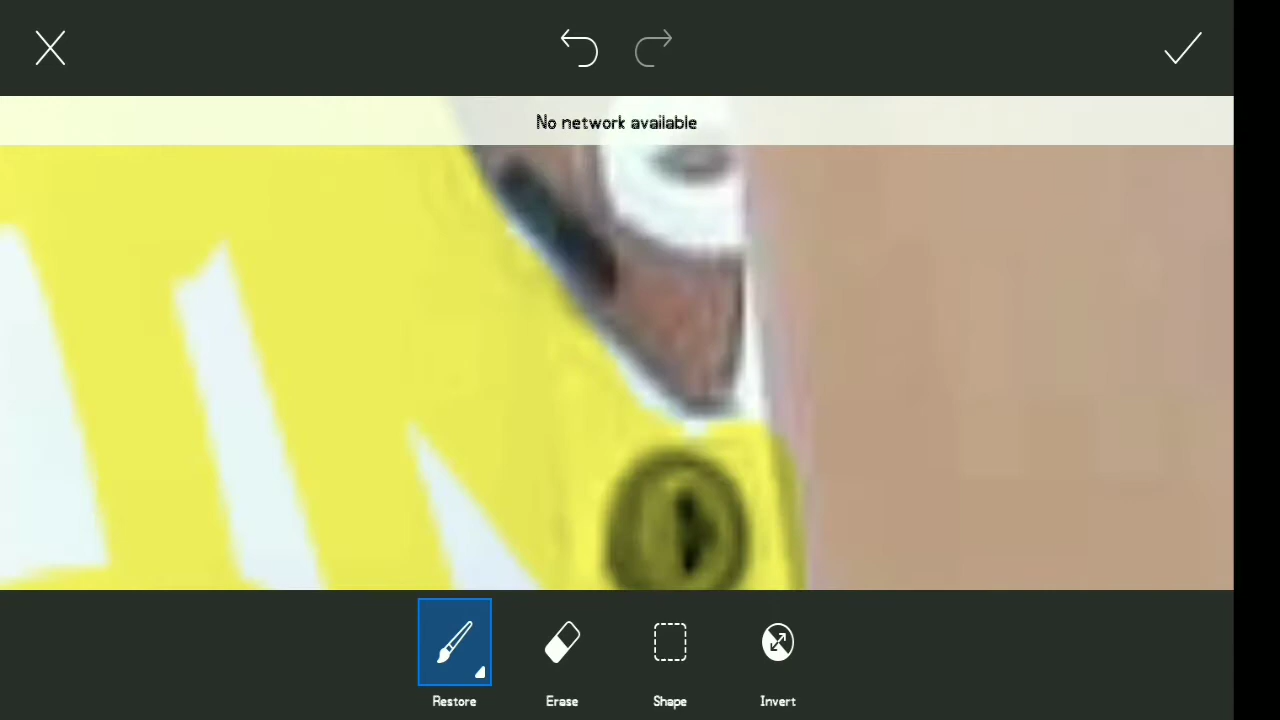 No network available
Restore
Erase
Shape
Invert